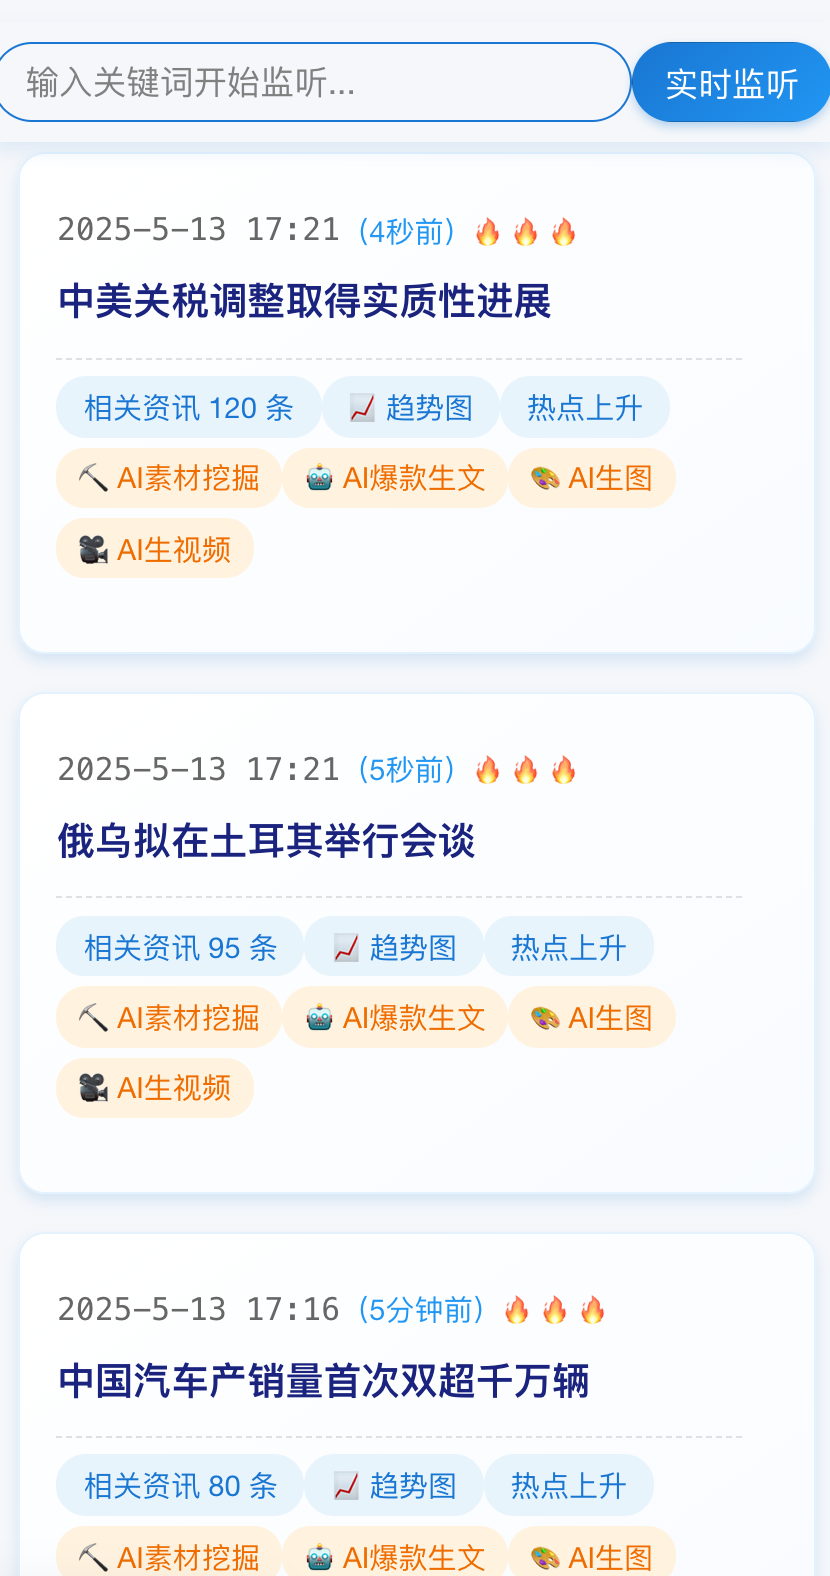 输入关键词开始监听...
实时监听
2025-5-13 17:21 (4秒前) 🔥🔥🔥
中美关税调整取得实质性进展
相关资讯 120 条 📈 趋势图 热点上升
⛏️ AI素材挖掘 🤖 AI爆款生文 🎨 AI生图
🎥 AI生视频
2025-5-13 17:21 (5秒前) 🔥🔥🔥
俄乌拟在土耳其举行会谈
相关资讯 95 条 📈 趋势图 热点上升
⛏️ AI素材挖掘 🤖 AI爆款生文 🎨 AI生图
🎥 AI生视频
2025-5-13 17:16 (5分钟前) 🔥🔥🔥
中国汽车产销量首次双超千万辆
相关资讯 80 条 📈 趋势图 热点上升
⛏️ AI素材挖掘 🤖 AI爆款生文 🎨 AI生图